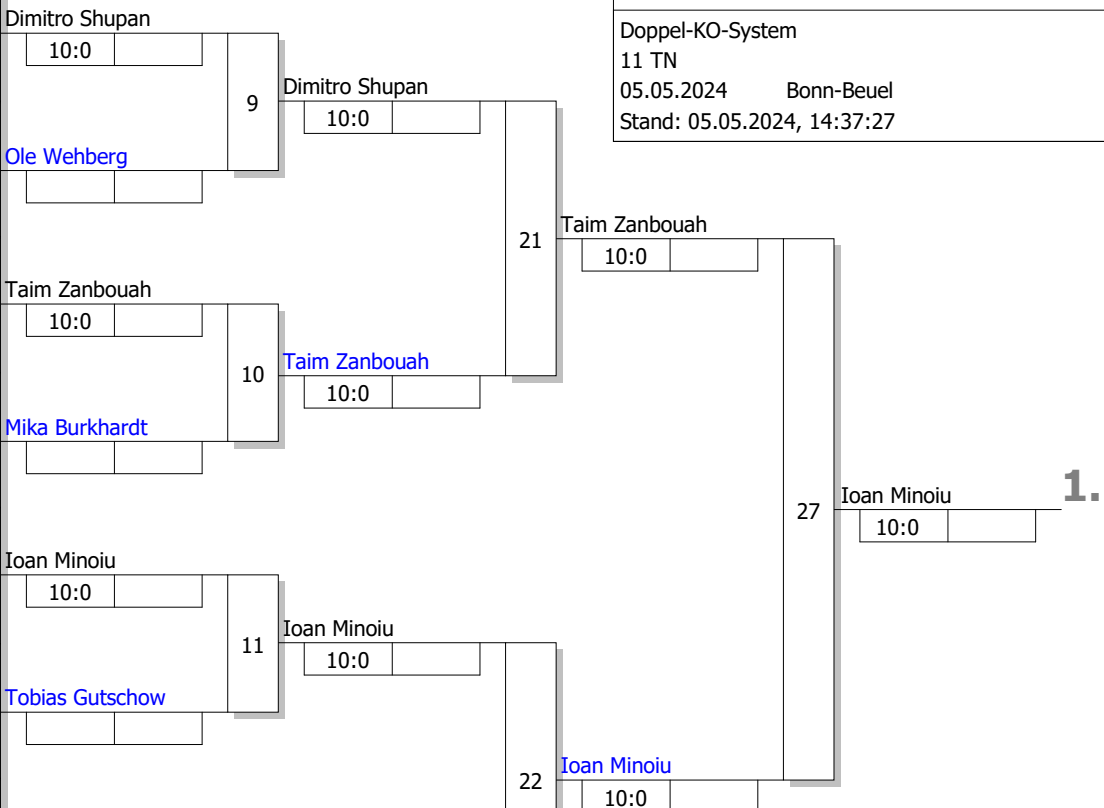 Dimitro Shupan
10:0
Doppel-KO-System
11 TN
05.05.2024 Bonn-Beuel
Stand: 05.05.2024, 14:37:27
9
Dimitro Shupan
10:0
Ole Wehberg
21
Taim Zanbouah
10:0
Taim Zanbouah
10:0
10
Taim Zanbouah
10:0
Mika Burkhardt
27
Ioan Minoiu
10:0
1.
Ioan Minoiu
10:0
11
Ioan Minoiu
10:0
Tobias Gutschow
22
Ioan Minoiu
10:0